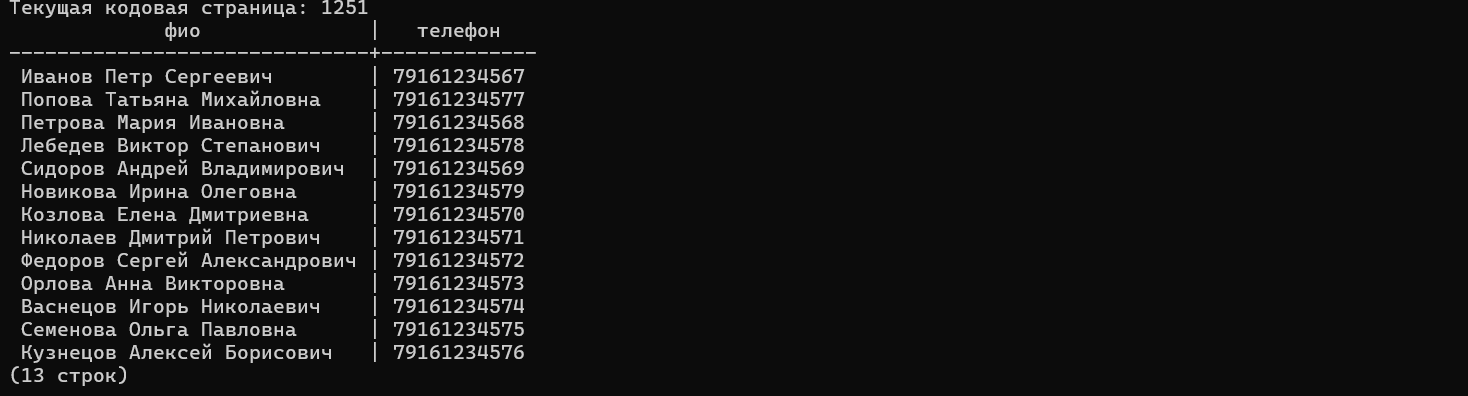 Текущая кодовая страница: 1251
фио | телефон
------------------------------+-------------
Иванов Петр Сергеевич | 79161234567
Попова Татьяна Михайловна | 79161234577
Петрова Мария Ивановна | 79161234568
Лебедев Виктор Степанович | 79161234578
Сидоров Андрей Владимирович | 79161234569
Новикова Ирина Олеговна | 79161234579
Козлова Елена Дмитриевна | 79161234570
Николаев Дмитрий Петрович | 79161234571
Федоров Сергей Александрович | 79161234572
Орлова Анна Викторовна | 79161234573
Васнецов Игорь Николаевич | 79161234574
Семенова Ольга Павловна | 79161234575
Кузнецов Алексей Борисович | 79161234576
(13 строк)